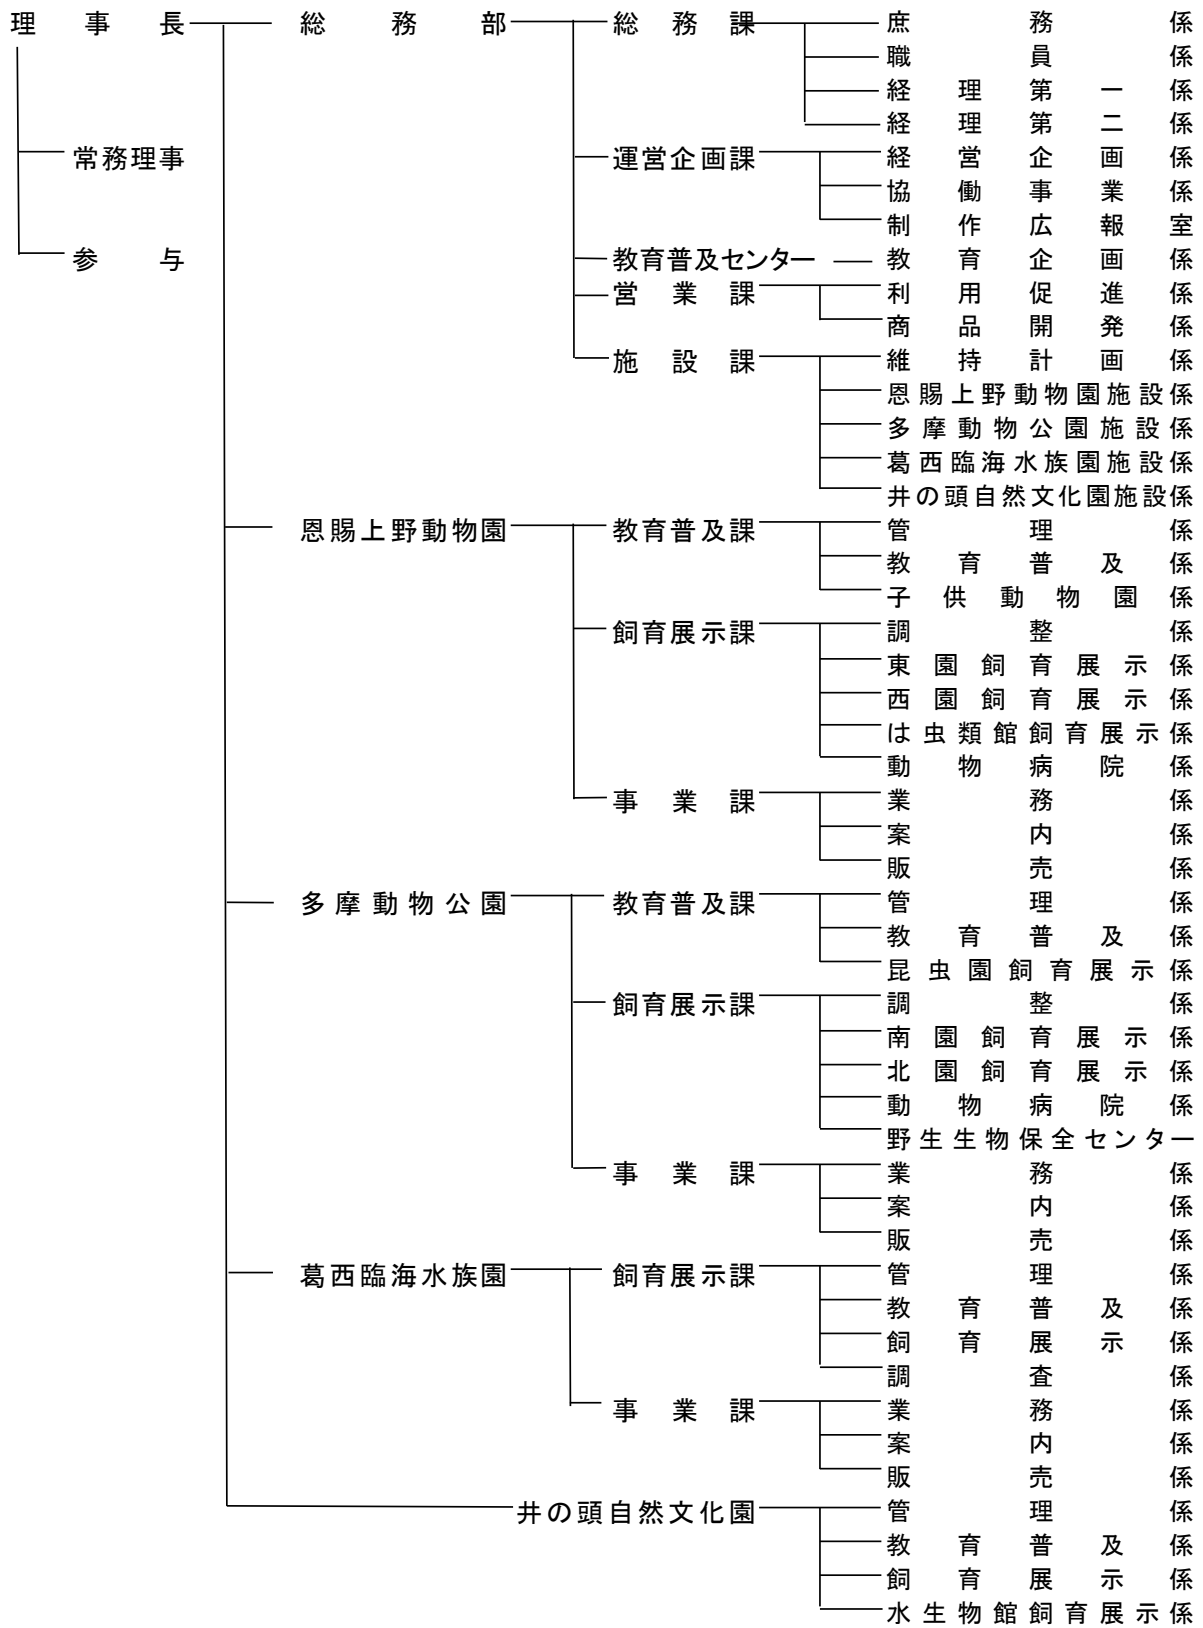 理事長 総務部 総務課 庶務係
職員係
経理第一係
経理第二係
常務理事 運営企画課 経営企画係
協働事業係
制作広報室
参与 教育普及センター 教育企画係
営業課 利用促進係
商品開発係
施設課 維持計画係
恩賜上野動物園施設係
多摩動物公園施設係
葛西臨海水族園施設係
井の頭自然文化園施設係
恩賜上野動物園 教育普及課 管理係
教育普及係
子供動物園係
飼育展示課 調整係
東園飼育展示係
西園飼育展示係
は虫類館飼育展示係
動物病院係
事業課 業務係
案内係
販売係
多摩動物公園 教育普及課 管理係
教育普及係
昆虫園飼育展示係
飼育展示課 調整係
南園飼育展示係
北園飼育展示係
動物病院係
野生生物保全センター
事業課 業務係
案内係
販売係
葛西臨海水族園 飼育展示課 管理係
教育普及係
飼育展示係
調査係
事業課 業務係
案内係
販売係
井の頭自然文化園 管理係
教育普及係
飼育展示係
水生物館飼育展示係